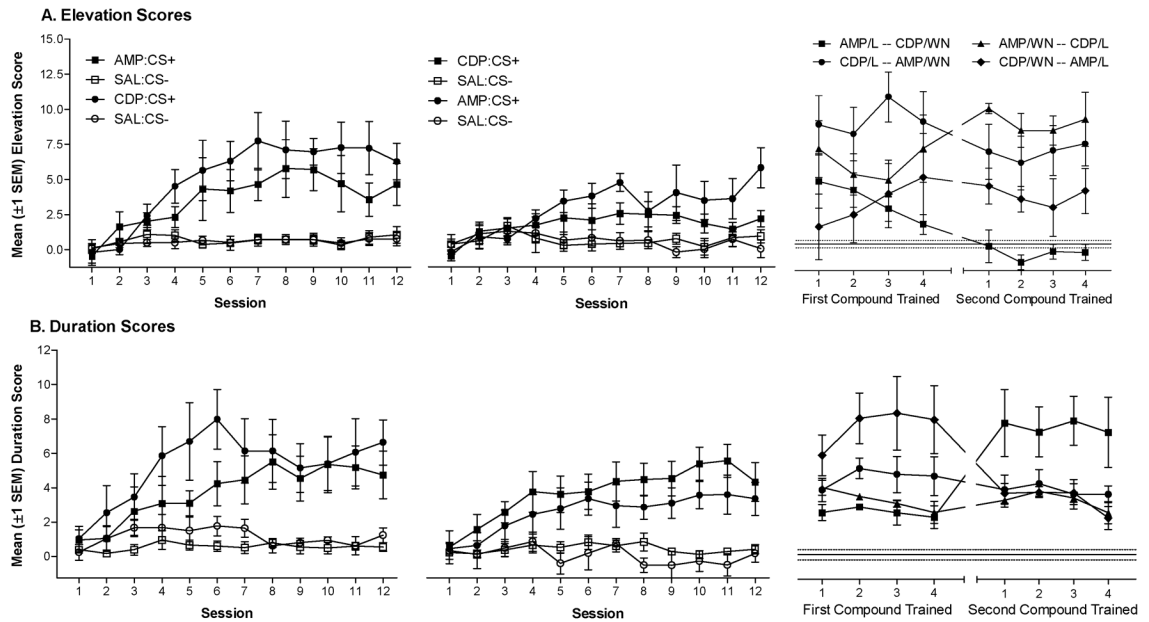 A. Elevation Scores
Mean (±1 SEM) Elevation Score
15.0
12.5
10.0
7.5
5.0
2.5
0.0
AMP:CS+
SAL:CS-
CDP:CS+
SAL:CS-
1 2 3 4 5 6 7 8 9 10 11 12
Session
CDP:CS+
SAL:CS-
AMP:CS+
SAL:CS-
1 2 3 4 5 6 7 8 9 10 11 12
Session
AMP/L -- CDP/WN AMP/WN -- CDP/L
CDP/L -- AMP/WN CDP/WN -- AMP/L
1 2 3 4 1 2 3 4
First Compound Trained Second Compound Trained
B. Duration Scores
Mean (±1 SEM) Duration Score
12
10
8
6
4
2
0
1 2 3 4 5 6 7 8 9 10 11 12
Session
1 2 3 4 5 6 7 8 9 10 11 12
Session
1 2 3 4 1 2 3 4
First Compound Trained Second Compound Trained